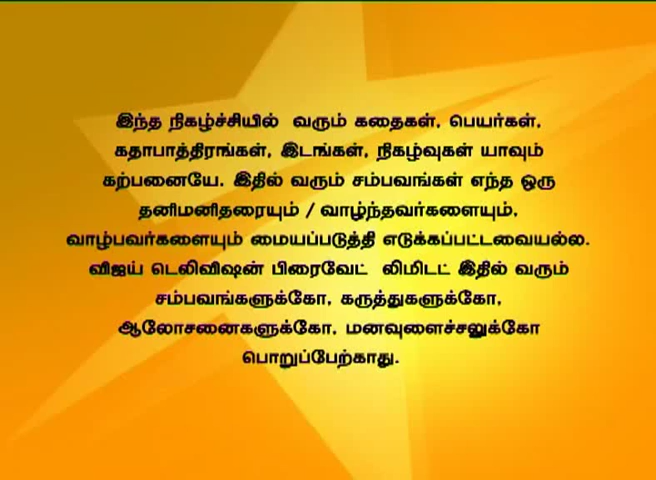 இந்த நிகழ்ச்சியில் வரும் கதைகள், பெயர்கள்,
கதாபாத்திரங்கள், இடங்கள், நிகழ்வுகள் யாவும்
கற்பனையே. இதில் வரும் சம்பவங்கள் எந்த ஒரு
தனிமனிதரையும் / வாழ்ந்தவர்களையும்,
வாழ்பவர்களையும் மையப்படுத்தி எடுக்கப்பட்டவையல்ல.
விஜய் டெலிவிஷன் பிரைவேட் லிமிடட் இதில் வரும்
சம்பவங்களுக்கோ, கருத்துகளுக்கோ,
ஆலோசனைகளுக்கோ, மனவுளைச்சலுக்கோ
பொறுப்பேற்காது.